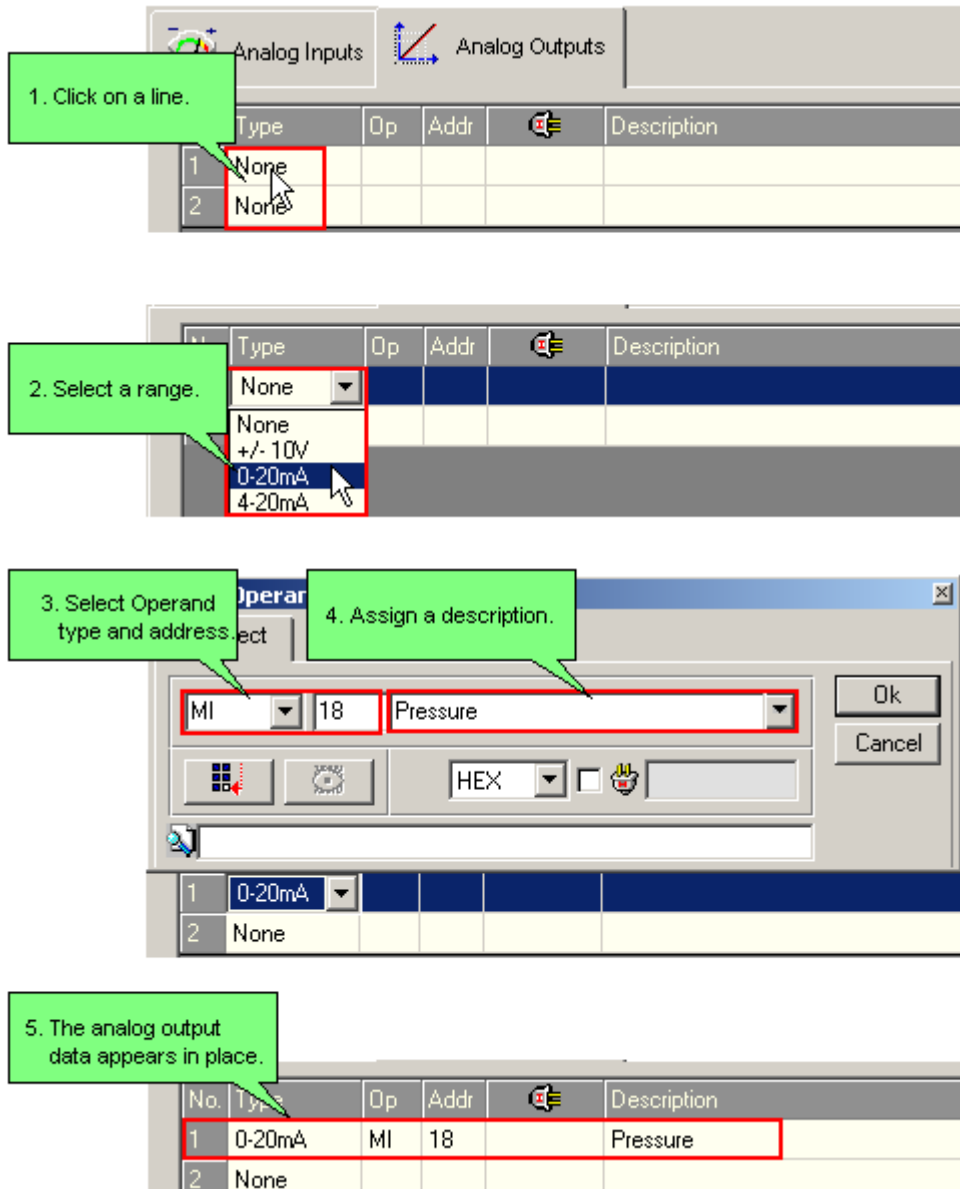 Analog Inputs
Analog Outputs
1. Click on a line.
Type Op Addr Description
1 None
2 None
Type Op Addr Description
2. Select a range.
None
None
+/- 10V
0-20mA
4-20mA
3. Select Operand
type and address.
4. Assign a description.
MI 18 Pressure
Ok
Cancel
HEX
1 0-20mA
2 None
5. The analog output
data appears in place.
No. Type Op Addr Description
1 0-20mA MI 18 Pressure
2 None